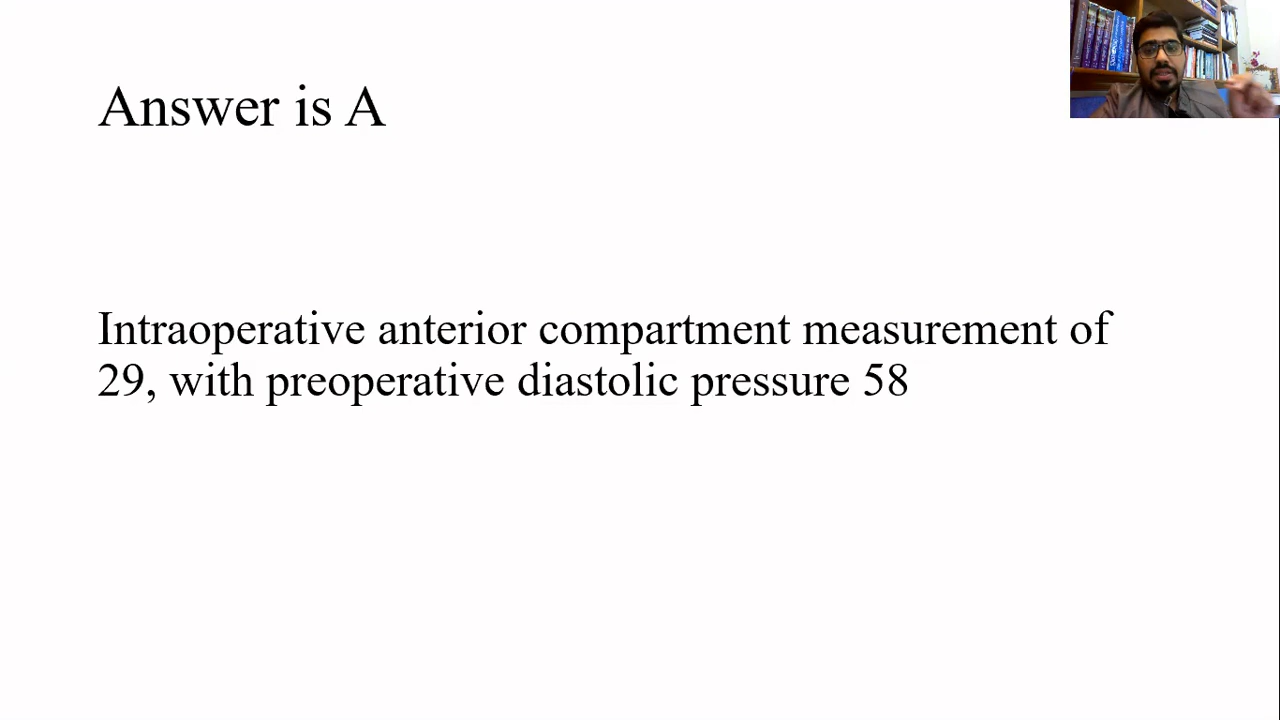 Answer is A
Intraoperative anterior compartment measurement of
29, with preoperative diastolic pressure 58